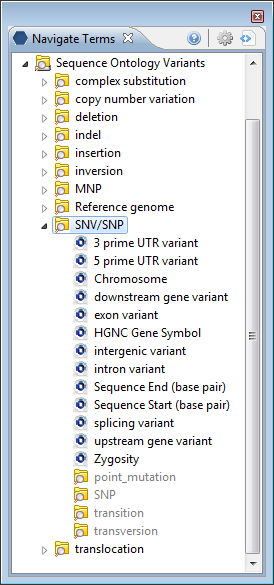 Navigate Terms
Sequence Ontology Variants
complex substitution
copy number variation
deletion
indel
insertion
inversion
MNP
Reference genome
SNV/SNP
3 prime UTR variant
5 prime UTR variant
Chromosome
downstream gene variant
exon variant
HGNC Gene Symbol
intergenic variant
intron variant
Sequence End (base pair)
Sequence Start (base pair)
splicing variant
upstream gene variant
Zygosity
point_mutation
SNP
transition
transversion
translocation